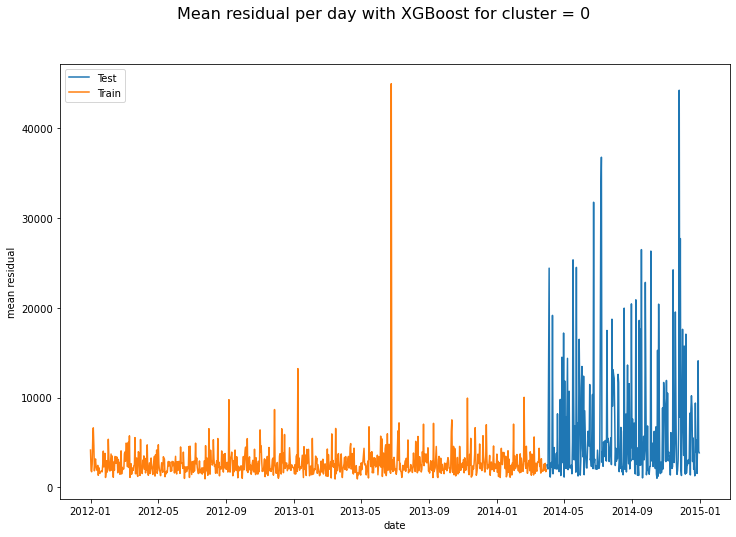 Mean residual per day with XGBoost for cluster = 0
Test
Train
40000
30000
20000
10000
0
mean residual
2012-01 2012-05 2012-09 2013-01 2013-05 2013-09 2014-01 2014-05 2014-09 2015-01
date